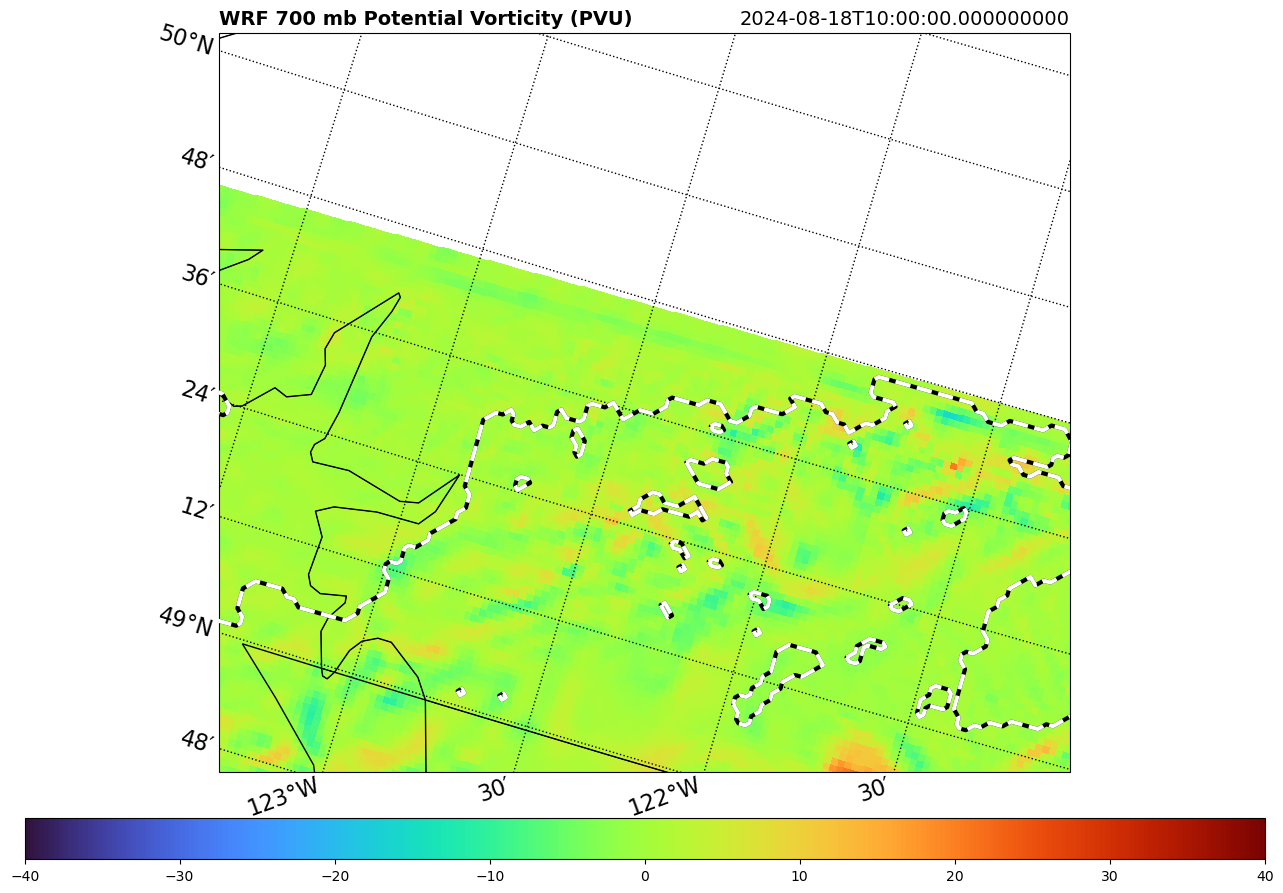 WRF 700 mb Potential Vorticity (PVU) 2024-08-18T10:00:00.000000000
50°N
48′
36′
24′
12′
49°N
48′
123°W 30′ 122°W 30′
−40 −30 −20 −10 0 10 20 30 40